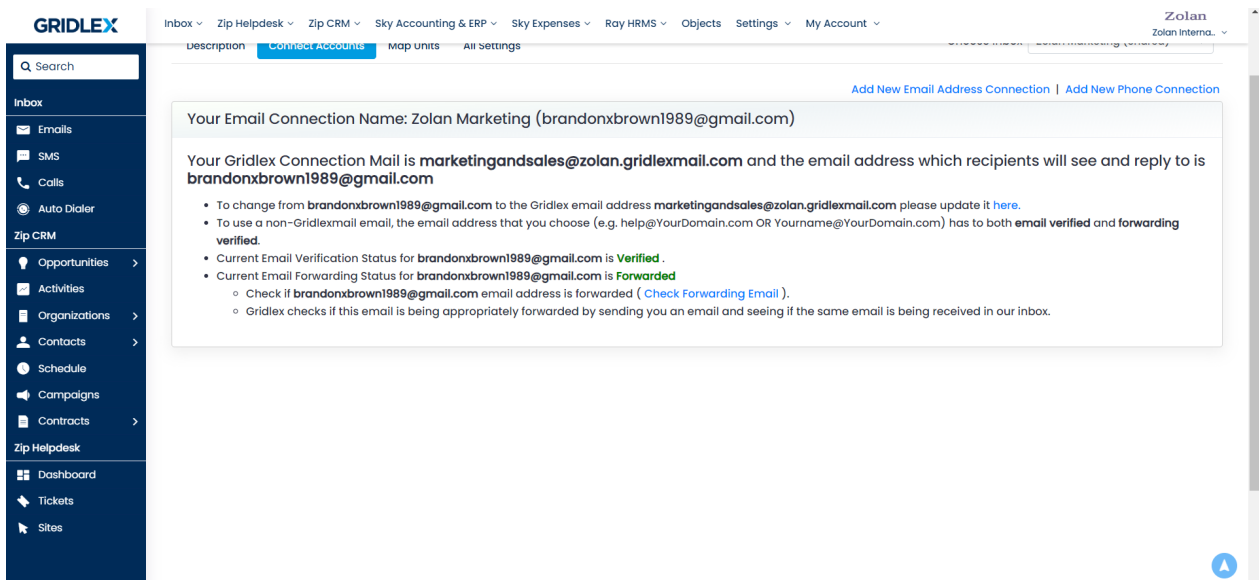 GRIDLEX
Inbox Zip Helpdesk Zip CRM Sky Accounting & ERP Sky Expenses Ray HRMS Objects Settings My Account
Zolan
Zolan Interna..
Search
Inbox
Emails
SMS
Calls
Auto Dialer
Zip CRM
Opportunities
Activities
Organizations
Contacts
Schedule
Campaigns
Contracts
Zip Helpdesk
Dashboard
Tickets
Sites
Description Connect Accounts Map Units All Settings
Choose Inbox Zolan Marketing (Shared)
Add New Email Address Connection | Add New Phone Connection
Your Email Connection Name: Zolan Marketing (brandonxbrown1989@gmail.com)
Your Gridlex Connection Mail is marketingandsales@zolan.gridlexmail.com and the email address which recipients will see and reply to is
brandonxbrown1989@gmail.com
• To change from brandonxbrown1989@gmail.com to the Gridlex email address marketingandsales@zolan.gridlexmail.com please update it here.
• To use a non-Gridlexmail email, the email address that you choose (e.g. help@YourDomain.com OR Yourname@YourDomain.com) has to both email verified and forwarding
verified.
• Current Email Verification Status for brandonxbrown1989@gmail.com is Verified .
• Current Email Forwarding Status for brandonxbrown1989@gmail.com is Forwarded
◦ Check if brandonxbrown1989@gmail.com email address is forwarded ( Check Forwarding Email ).
◦ Gridlex checks if this email is being appropriately forwarded by sending you an email and seeing if the same email is being received in our inbox.